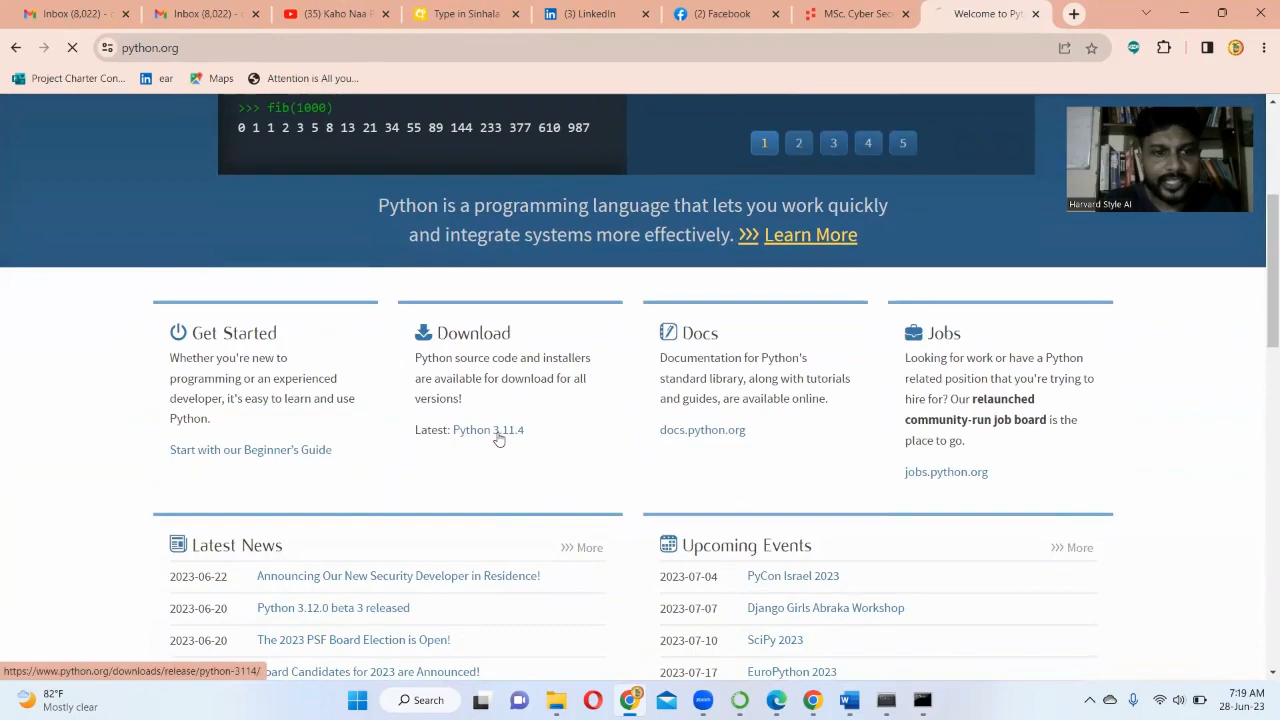 Inbox (8,022) -
Inbox (8,022) -
(35) Kaho Naa P
Type in Sinhala
(3) LinkedIn
(2) Facebook
MSc. Cyber Sec
Welcome to Pyt
python.org
Project Charter Con...
ear
Maps
Attention is All you...
>>> fib(1000)
0 1 1 2 3 5 8 13 21 34 55 89 144 233 377 610 987
1 2 3 4 5
Harvard Style AI
Python is a programming language that lets you work quickly
and integrate systems more effectively. >>> Learn More
Get Started
Whether you're new to
programming or an experienced
developer, it's easy to learn and use
Python.
Start with our Beginner's Guide
Download
Python source code and installers
are available for download for all
versions!
Latest: Python 3.11.4
Docs
Documentation for Python's
standard library, along with tutorials
and guides, are available online.
docs.python.org
Jobs
Looking for work or have a Python
related position that you're trying to
hire for? Our relaunched
community-run job board is the
place to go.
jobs.python.org
Latest News
>>> More
2023-06-22 Announcing Our New Security Developer in Residence!
2023-06-20 Python 3.12.0 beta 3 released
2023-06-20 The 2023 PSF Board Election is Open!
oard Candidates for 2023 are Announced!
Upcoming Events
>>> More
2023-07-04 PyCon Israel 2023
2023-07-07 Django Girls Abraka Workshop
2023-07-10 SciPy 2023
2023-07-17 EuroPython 2023
https://www.python.org/downloads/release/python-3114/
82°F
Mostly clear
Search
zoom
7:19 AM
28-Jun-23